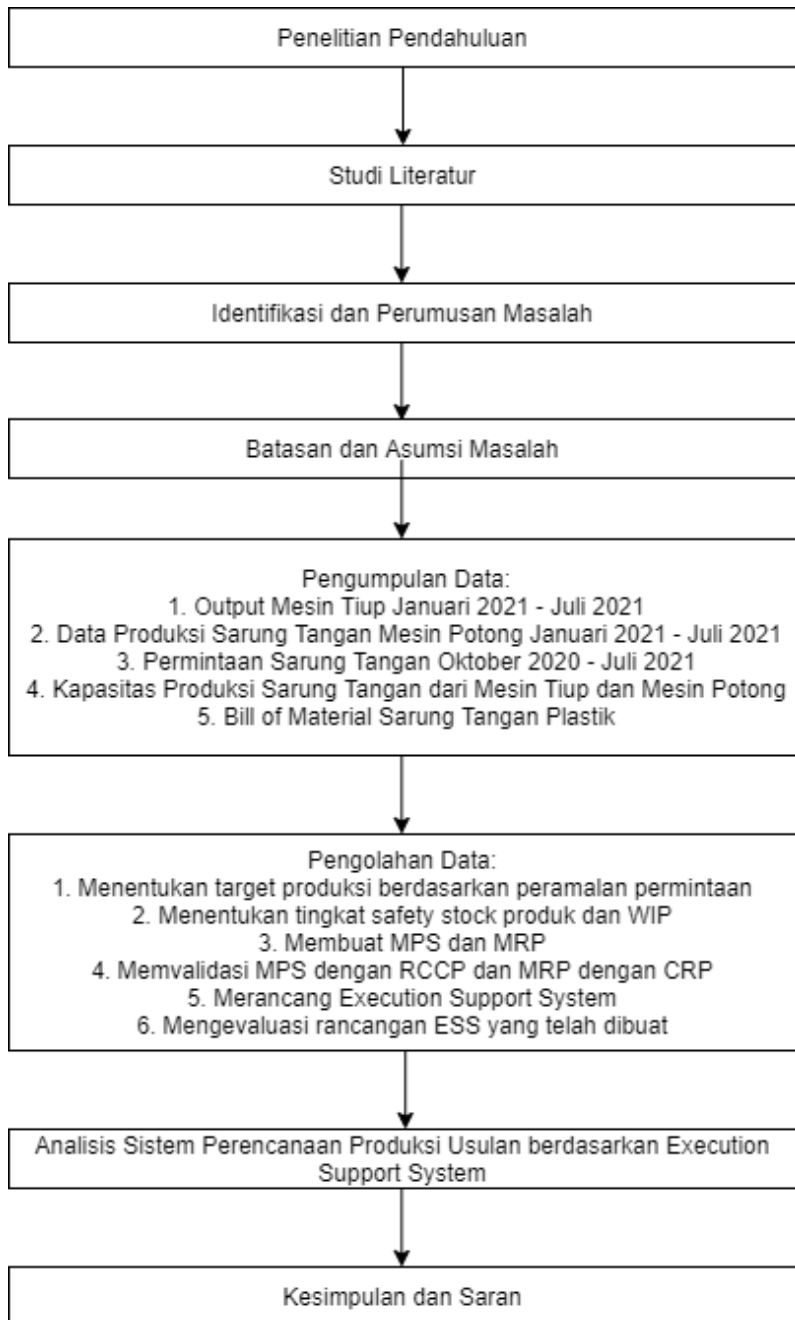 Penelitian Pendahuluan
Studi Literatur
Identifikasi dan Perumusan Masalah
Batasan dan Asumsi Masalah
Pengumpulan Data:
1. Output Mesin Tiup Januari 2021 - Juli 2021
2. Data Produksi Sarung Tangan Mesin Potong Januari 2021 - Juli 2021
3. Permintaan Sarung Tangan Oktober 2020 - Juli 2021
4. Kapasitas Produksi Sarung Tangan dari Mesin Tiup dan Mesin Potong
5. Bill of Material Sarung Tangan Plastik
Pengolahan Data:
1. Menentukan target produksi berdasarkan peramalan permintaan
2. Menentukan tingkat safety stock produk dan WIP
3. Membuat MPS dan MRP
4. Memvalidasi MPS dengan RCCP dan MRP dengan CRP
5. Merancang Execution Support System
6. Mengevaluasi rancangan ESS yang telah dibuat
Analisis Sistem Perencanaan Produksi Usulan berdasarkan Execution
Support System
Kesimpulan dan Saran